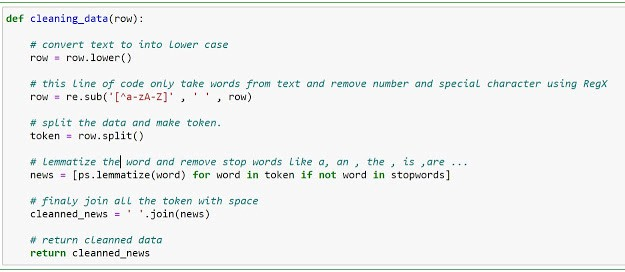 def cleaning_data(row):
# convert text to into lower case
row = row.lower()
# this line of code only take words from text and remove number and special character using RegX
row = re.sub('[^a-zA-Z]' , ' ' , row)
# split the data and make token.
token = row.split()
# lemmatize the word and remove stop words like a, an , the , is ,are ...
news = [ps.lemmatize(word) for word in token if not word in stopwords]
# finaly join all the token with space
cleanned_news = ' '.join(news)
# return cleanned data
return cleanned_news